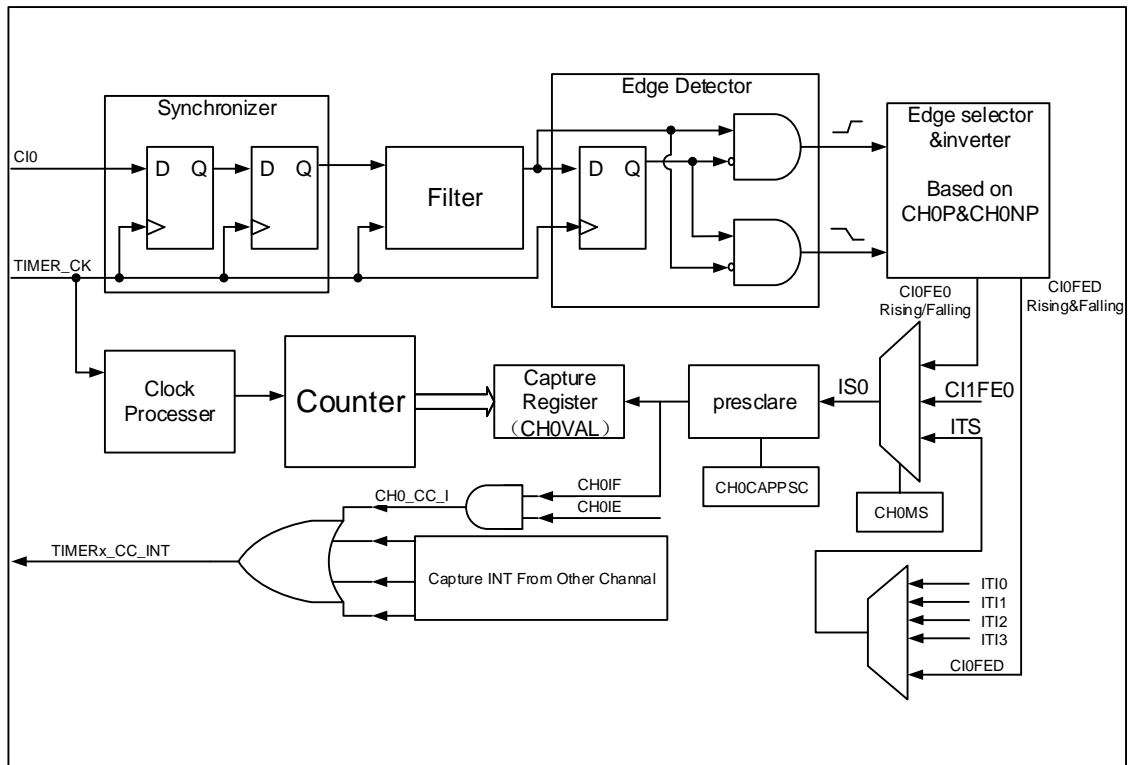 Synchronizer
Edge Detector
Edge selector
&inverter
Based on
CH0P&CH0NP
CI0
D Q
D Q
Filter
D Q
TIMER_CK
CI0FE0
Rising/Falling
CI0FED
Rising&Falling
Clock
Processer
Counter
Capture
Register
（CH0VAL）
presclare
IS0
CI1FE0
ITS
CH0CAPPSC
CH0MS
CH0_CC_I
CH0IF
CH0IE
TIMERx_CC_INT
Capture INT From Other Channal
ITI0
ITI1
ITI2
ITI3
CI0FED